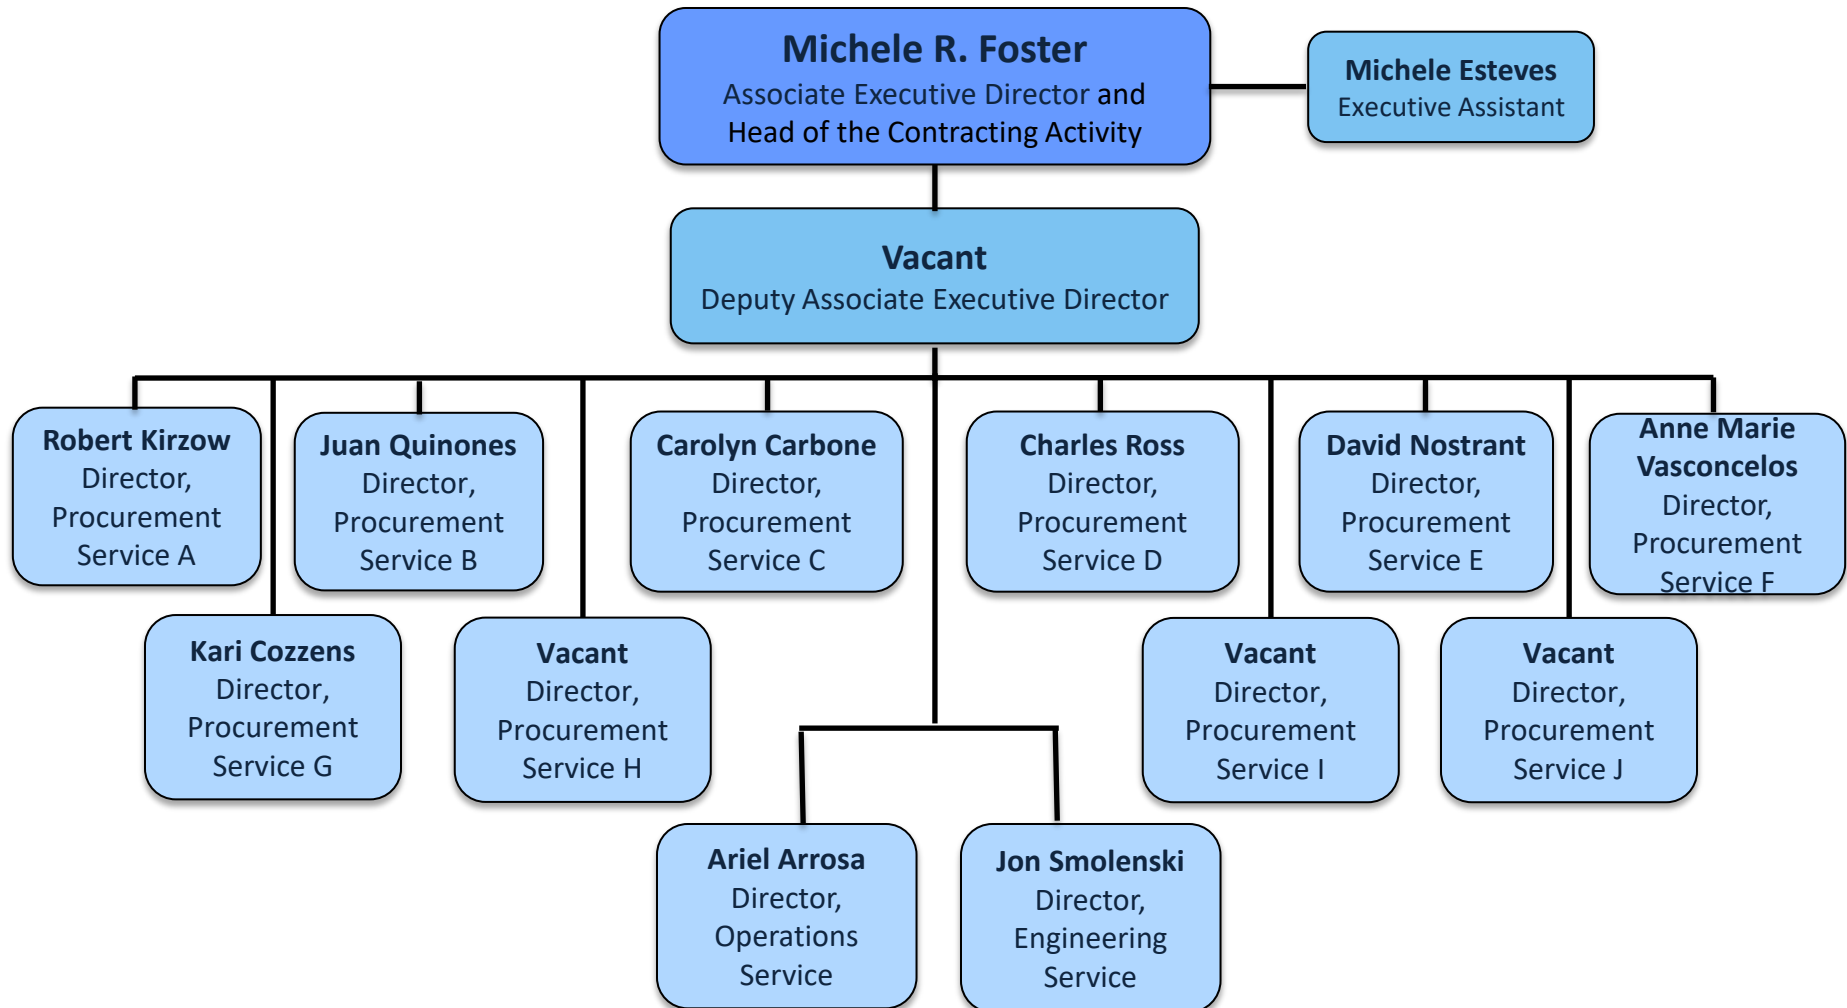 Michele R. Foster
Associate Executive Director and
Head of the Contracting Activity
Michele Esteves
Executive Assistant
Vacant
Deputy Associate Executive Director
Robert Kirzow
Director,
Procurement
Service A
Juan Quinones
Director,
Procurement
Service B
Carolyn Carbone
Director,
Procurement
Service C
Charles Ross
Director,
Procurement
Service D
David Nostrant
Director,
Procurement
Service E
Anne Marie
Vasconcelos
Director,
Procurement
Service F
Kari Cozzens
Director,
Procurement
Service G
Vacant
Director,
Procurement
Service H
Vacant
Director,
Procurement
Service I
Vacant
Director,
Procurement
Service J
Ariel Arrosa
Director,
Operations
Service
Jon Smolenski
Director,
Engineering
Service